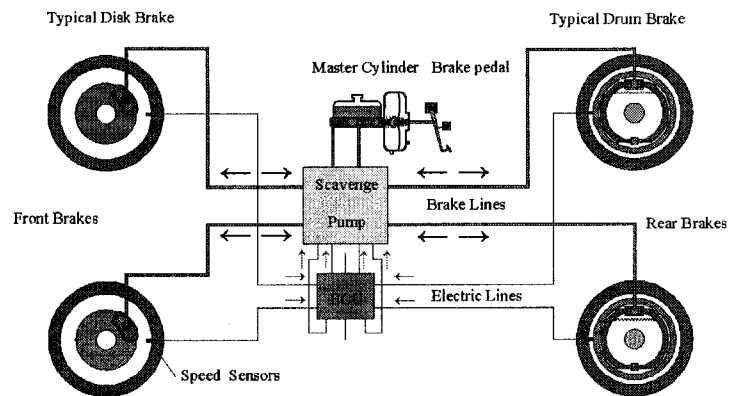 Typical Disk Brake
Typical Drum Brake
Master Cylinder Brake pedal
Scavenge
Pump
Brake Lines
Front Brakes
Rear Brakes
ECU
Electric Lines
Speed Sensors